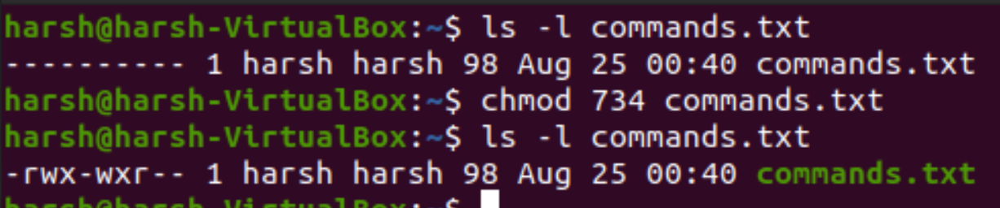 harsh@harsh-VirtualBox:~$ ls -l commands.txt
---------- 1 harsh harsh 98 Aug 25 00:40 commands.txt
harsh@harsh-VirtualBox:~$ chmod 734 commands.txt
harsh@harsh-VirtualBox:~$ ls -l commands.txt
-rwx-wxr-- 1 harsh harsh 98 Aug 25 00:40 commands.txt
harsh@harsh-VirtualBox:~$